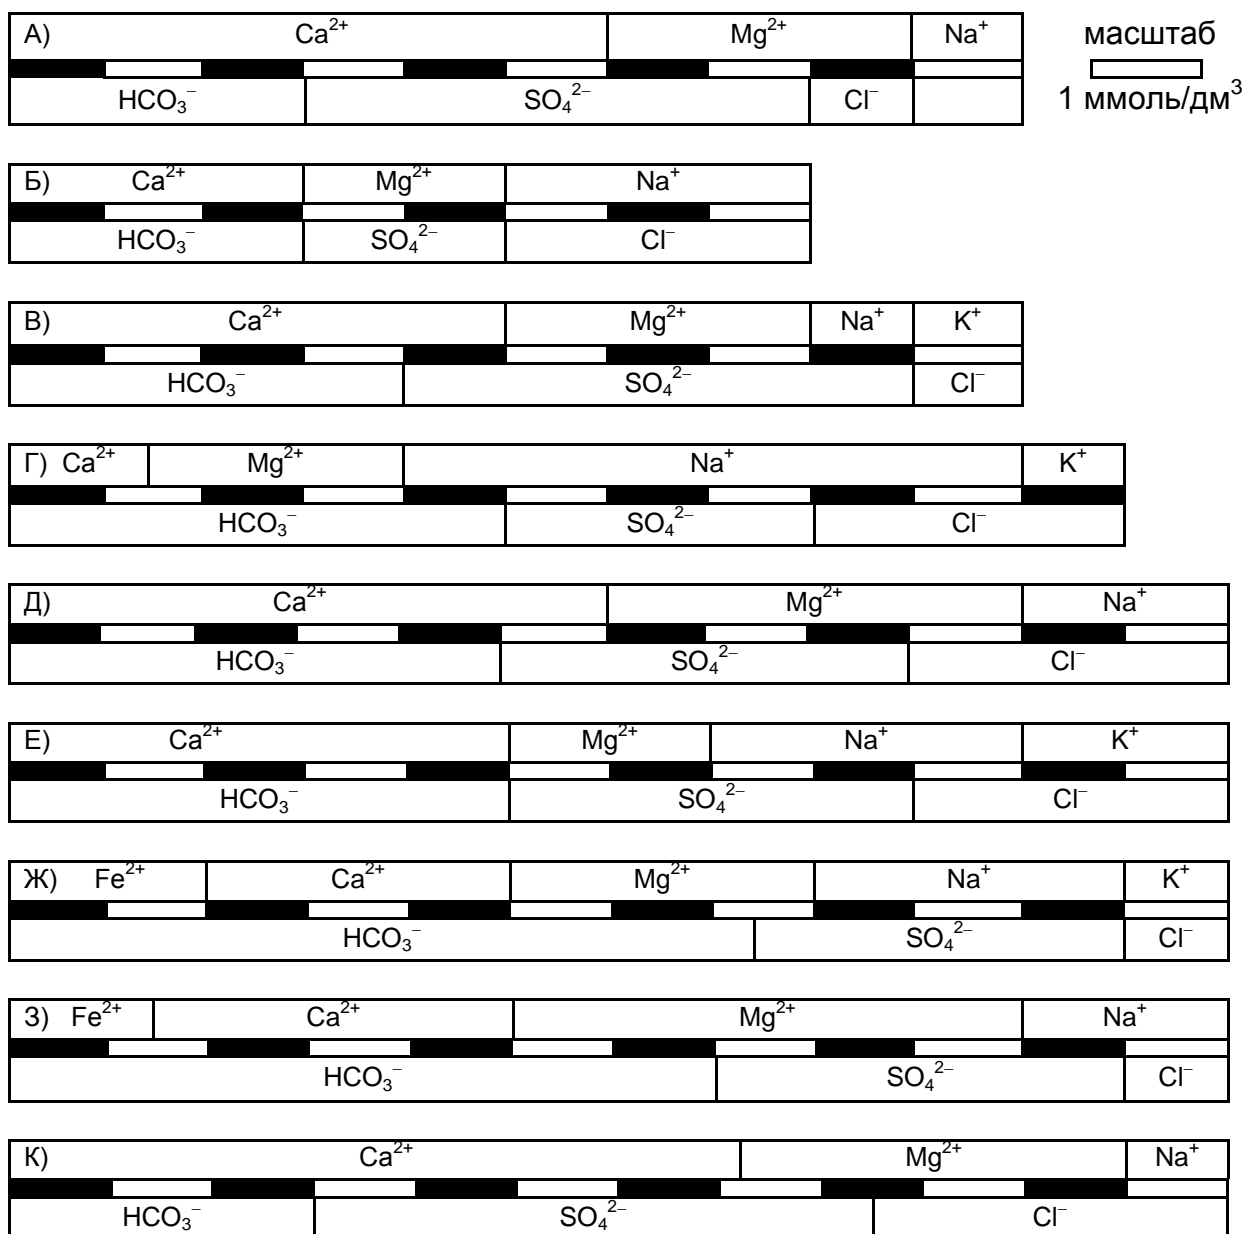 А) Ca²⁺ Mg²⁺ Na⁺ масштаб
HCO₃⁻ SO₄²⁻ Cl⁻ 1 ммоль/дм³
Б) Ca²⁺ Mg²⁺ Na⁺
HCO₃⁻ SO₄²⁻ Cl⁻
В) Ca²⁺ Mg²⁺ Na⁺ K⁺
HCO₃⁻ SO₄²⁻ Cl⁻
Г) Ca²⁺ Mg²⁺ Na⁺ K⁺
HCO₃⁻ SO₄²⁻ Cl⁻
Д) Ca²⁺ Mg²⁺ Na⁺
HCO₃⁻ SO₄²⁻ Cl⁻
Е) Ca²⁺ Mg²⁺ Na⁺ K⁺
HCO₃⁻ SO₄²⁻ Cl⁻
Ж) Fe²⁺ Ca²⁺ Mg²⁺ Na⁺ K⁺
HCO₃⁻ SO₄²⁻ Cl⁻
З) Fe²⁺ Ca²⁺ Mg²⁺ Na⁺
HCO₃⁻ SO₄²⁻ Cl⁻
К) Ca²⁺ Mg²⁺ Na⁺
HCO₃⁻ SO₄²⁻ Cl⁻